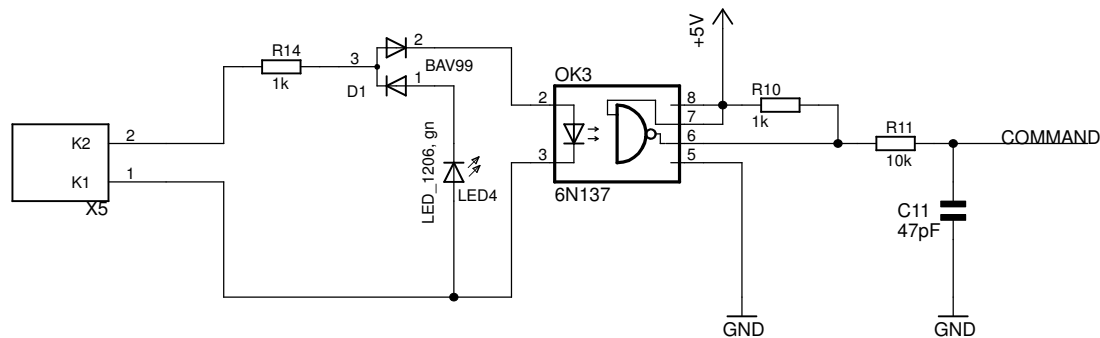 +5V
R14
1k
3
2
BAV99
1
D1
OK3
2
3
6N137
8
7
6
5
R10
1k
R11
10k
COMMAND
K2
2
K1
1
X5
LED_1206, gn
LED4
C11
47pF
GND
GND